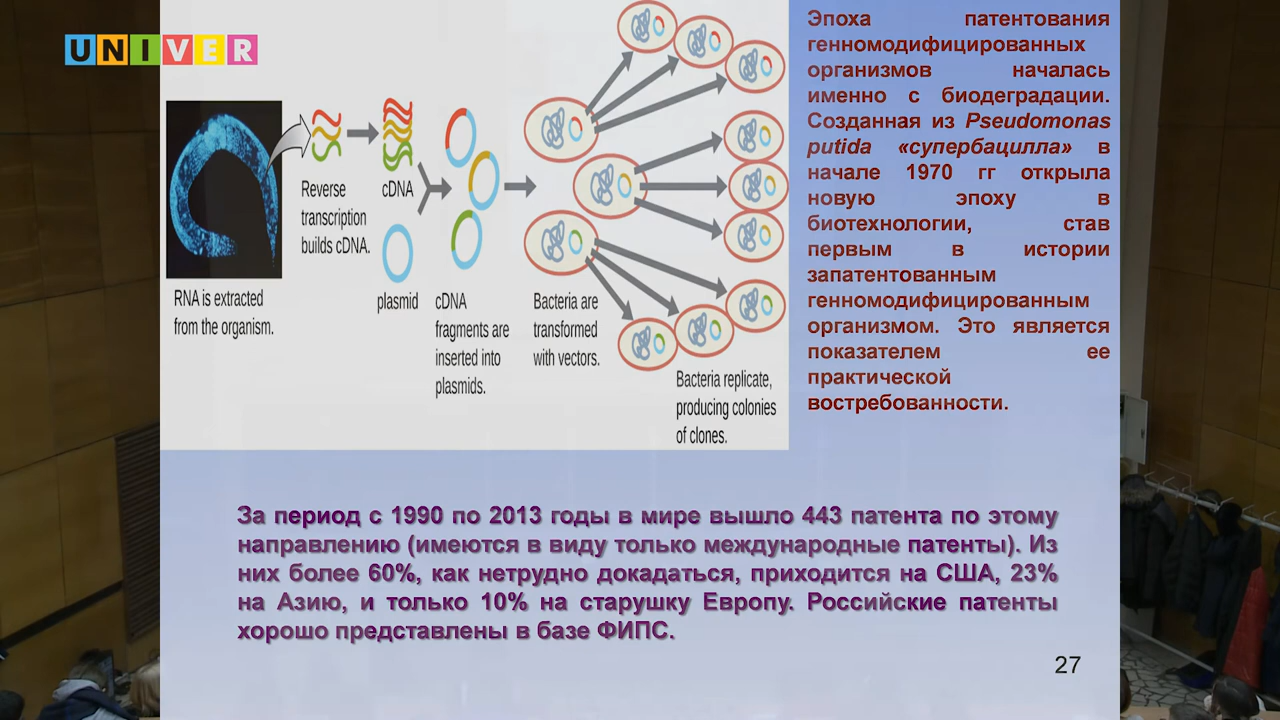 UNIVER
Эпоха патентования
генномодифицированных
организмов началась
именно с биодеградации.
Созданная из Pseudomonas
putida «супербацилла» в
начале 1970 гг открыла
новую эпоху в
биотехнологии, став
первым в истории
запатентованным
генномодифицированным
организмом. Это является
показателем ее
практической
востребованности.
RNA is extracted
from the organism.
Reverse
transcription
builds cDNA.
cDNA
plasmid
cDNA
fragments are
inserted into
plasmids.
Bacteria are
transformed
with vectors.
Bacteria replicate,
producing colonies
of clones.
За период с 1990 по 2013 годы в мире вышло 443 патента по этому
направлению (имеются в виду только международные патенты). Из
них более 60%, как нетрудно докадаться, приходится на США, 23%
на Азию, и только 10% на старушку Европу. Российские патенты
хорошо представлены в базе ФИПС.
27